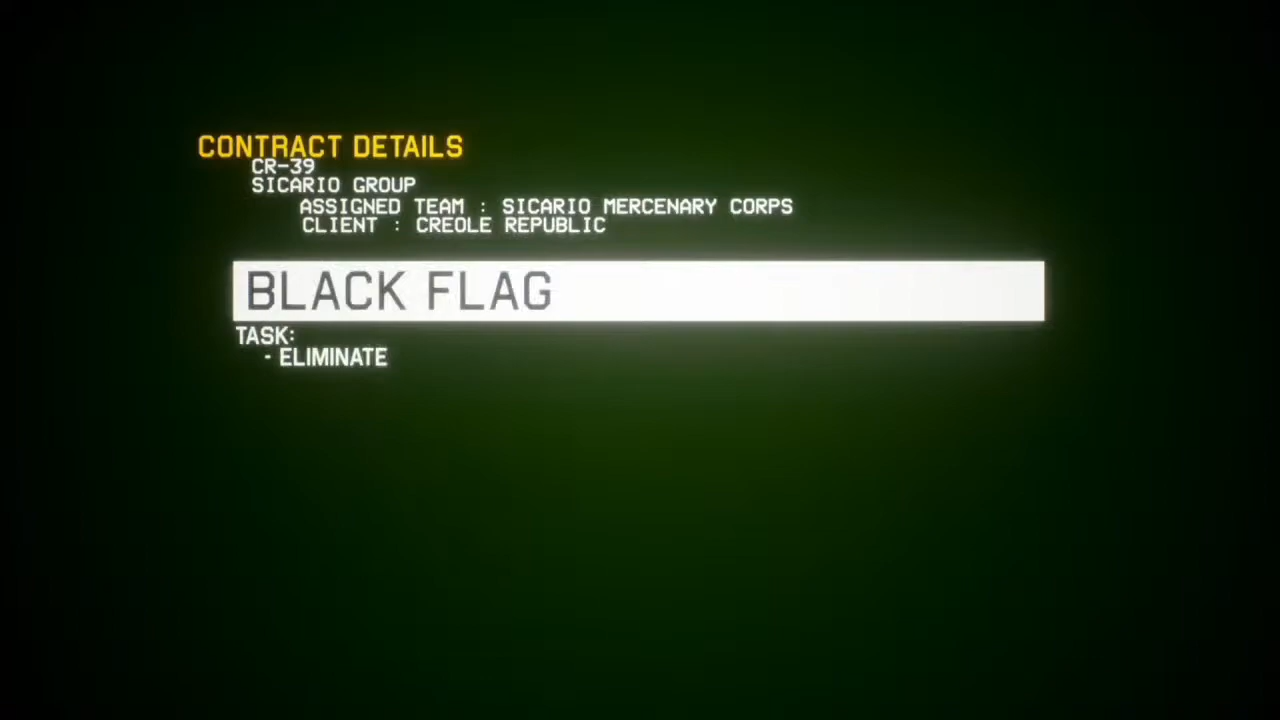 CONTRACT DETAILS
CR-39
SICARIO GROUP
ASSIGNED TEAM : SICARIO MERCENARY CORPS
CLIENT : CREOLE REPUBLIC
BLACK FLAG
TASK:
- ELIMINATE